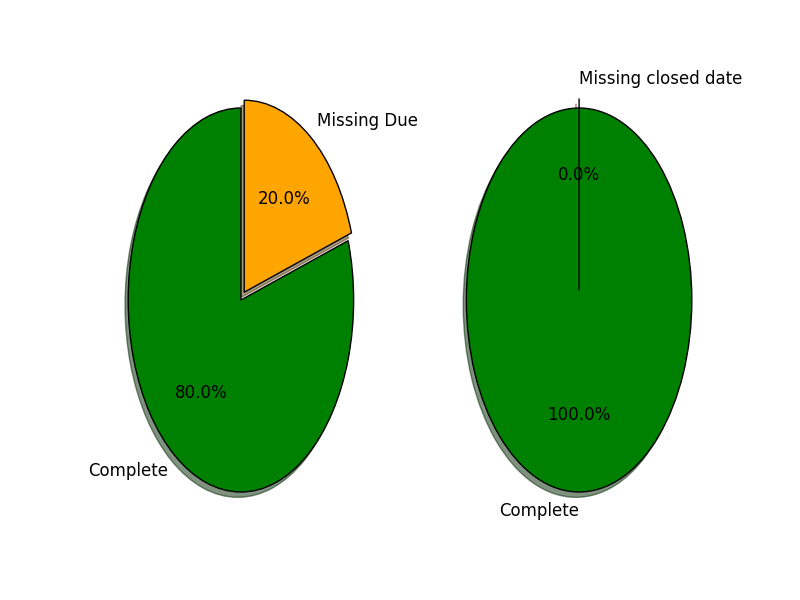 Missing Due
20.0%
80.0%
Complete
Missing closed date
0.0%
100.0%
Complete